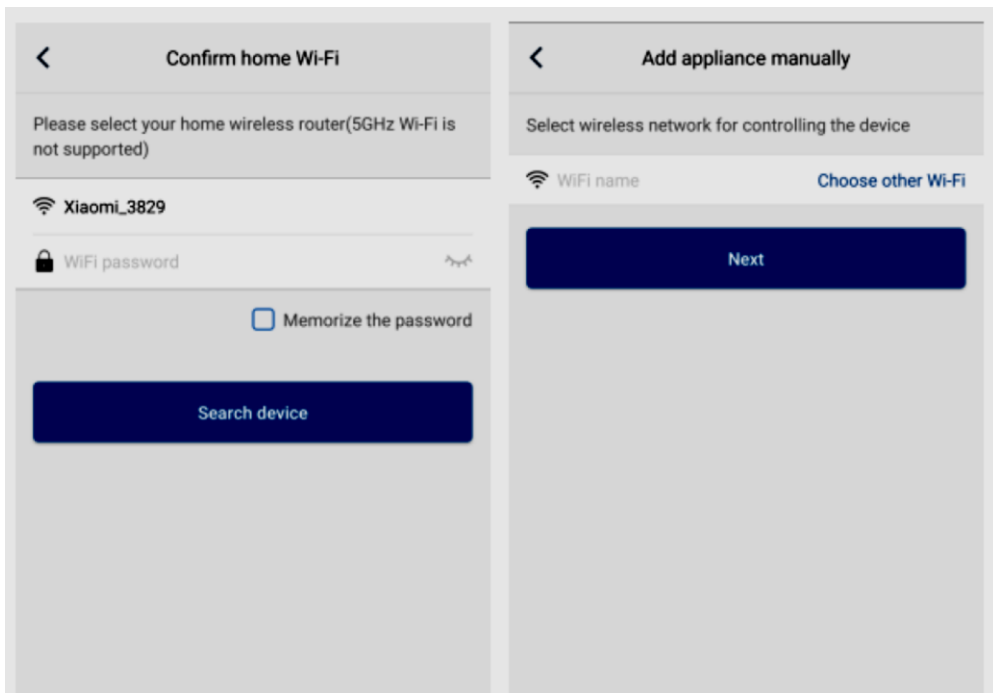 Confirm home Wi-Fi
Please select your home wireless router(5GHz Wi-Fi is
not supported)
Xiaomi_3829
WiFi password
Memorize the password
Search device
Add appliance manually
Select wireless network for controlling the device
WiFi name
Choose other Wi-Fi
Next